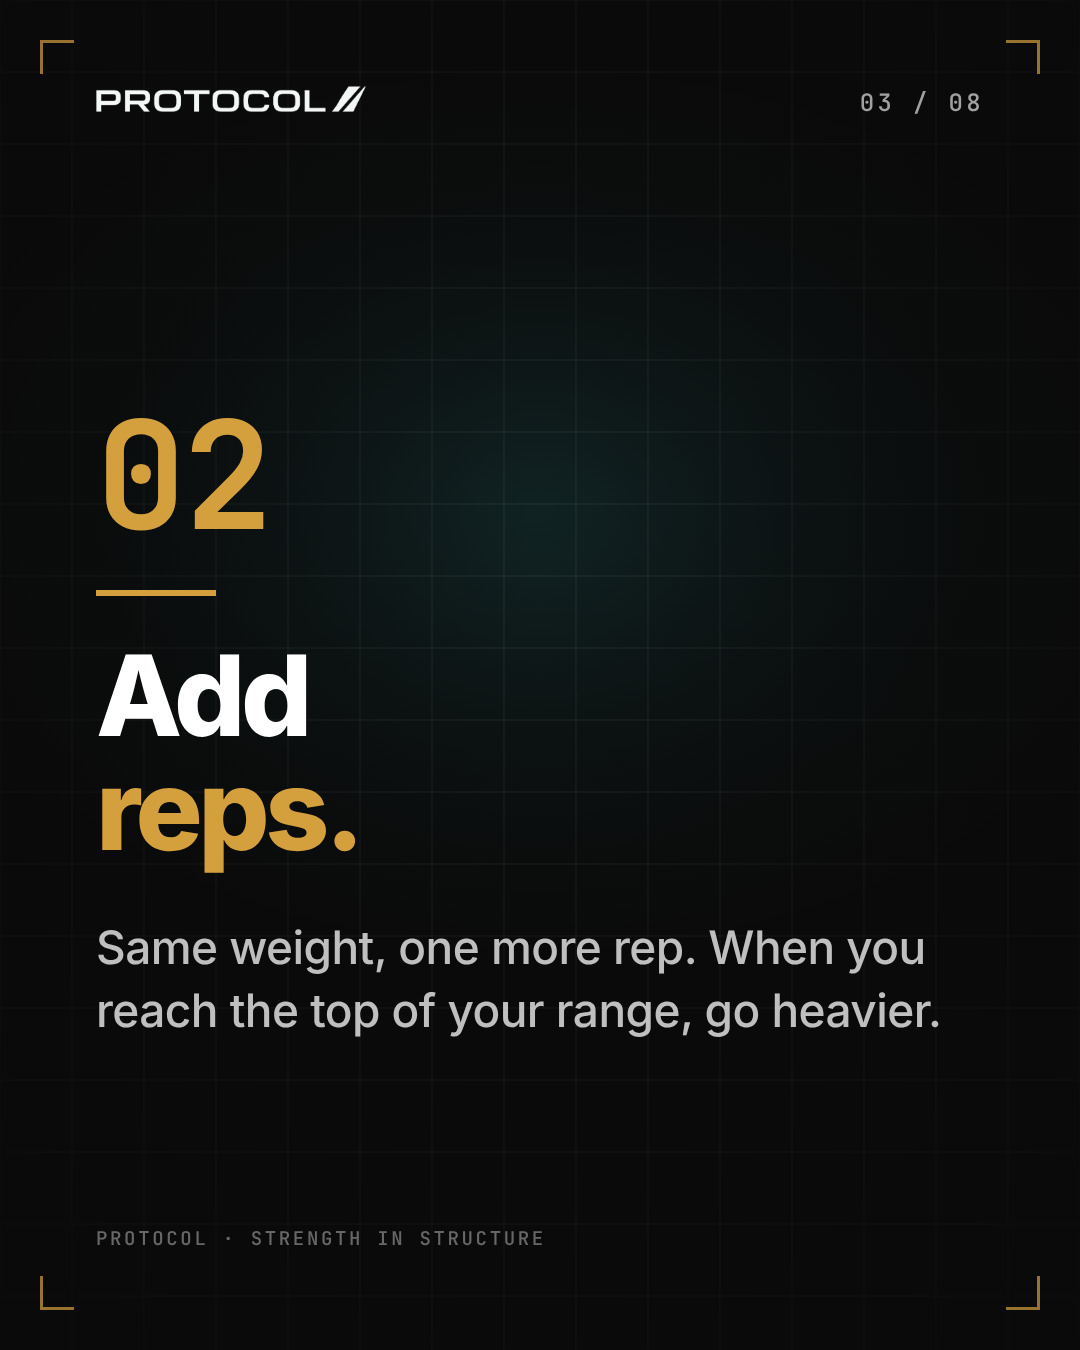 PROTOCOL
03 / 08
02
Add
reps.
Same weight, one more rep. When you
reach the top of your range, go heavier.
PROTOCOL · STRENGTH IN STRUCTURE